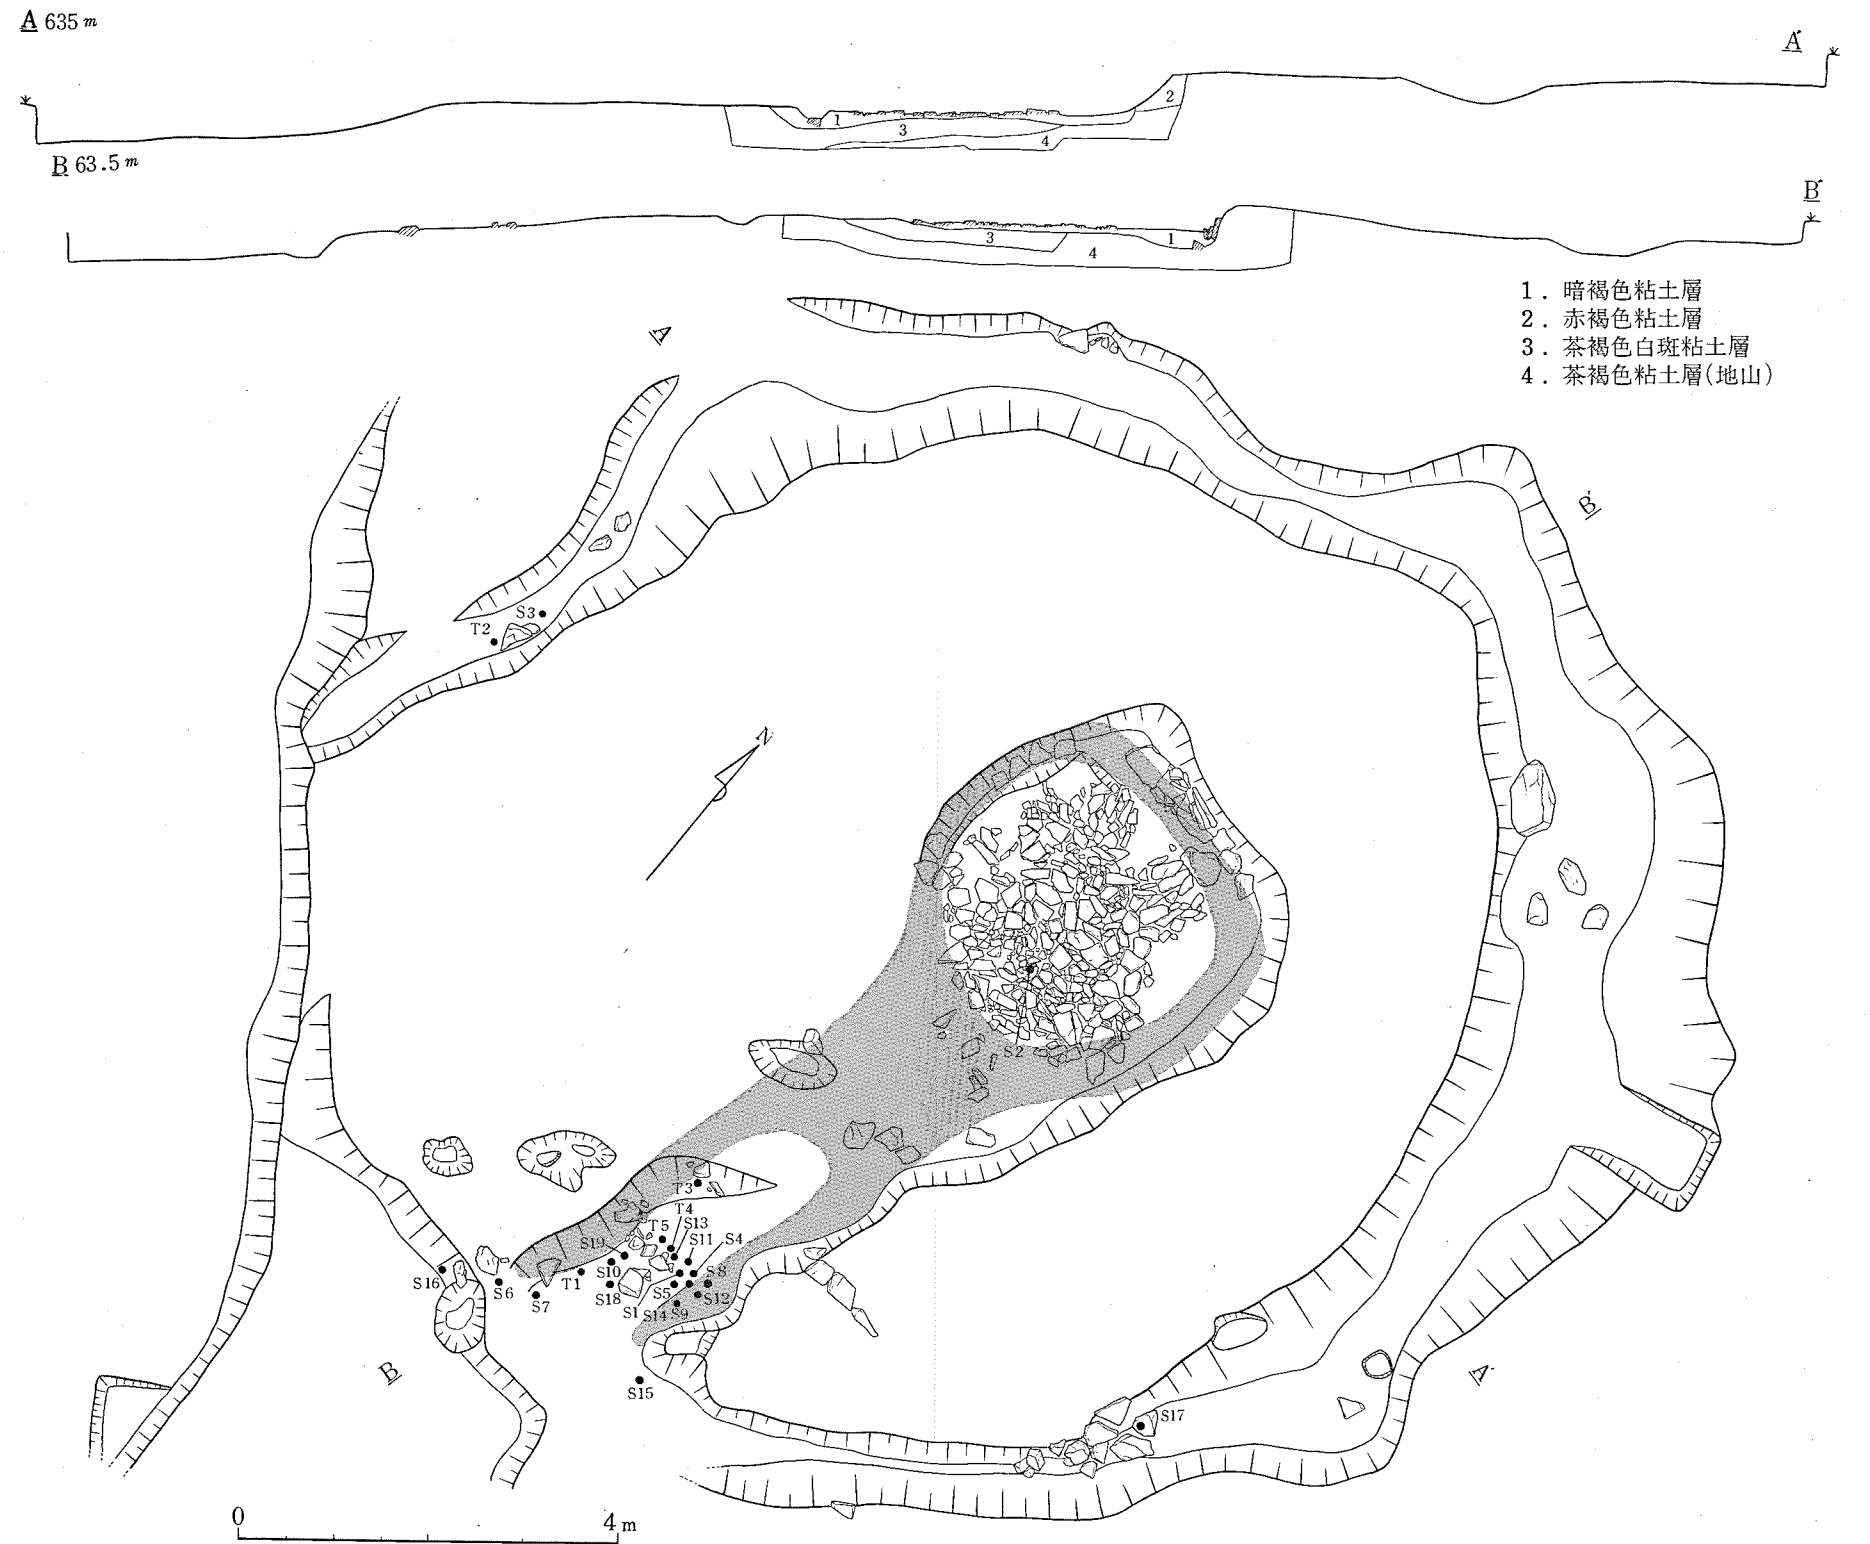 A 635 m
A′
2
1
3
4
B 63.5 m
B′
3
1
4
1. 暗褐色粘土層
2. 赤褐色粘土層
3. 茶褐色白斑粘土層
4. 茶褐色粘土層(地山)
A
B′
S3
T2
N
S2
T3
T4
T5
S13
S19
S11
S4
S16
S6
T1
S10
S8
S7
S18
S5
S12
S1
S14
S9
B
A′
S15
S17
0
4 m